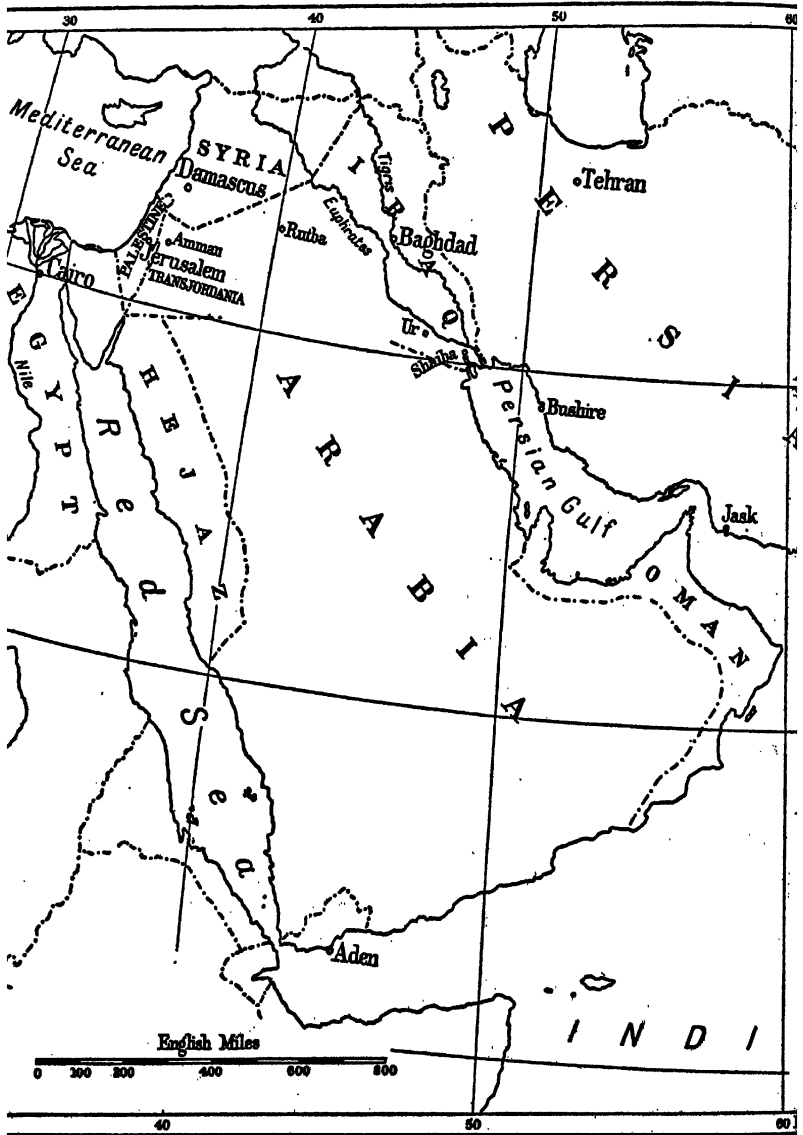 30
40
50
60
Mediterranean
Sea
SYRIA
Damascus
PALESTINE
Amman
Jerusalem
TRANSJORDANIA
Cairo
EGYPT
Nile
Rutba
Euphrates
Tigris
IRAQ
Baghdad
Ur
Shaiba
PERSIA
Tehran
Bushire
Persian Gulf
Jask
HEJAZ
ARABIA
OMAN
Red Sea
Aden
INDI
English Miles
0 100 200 400 600 800
40
50
60